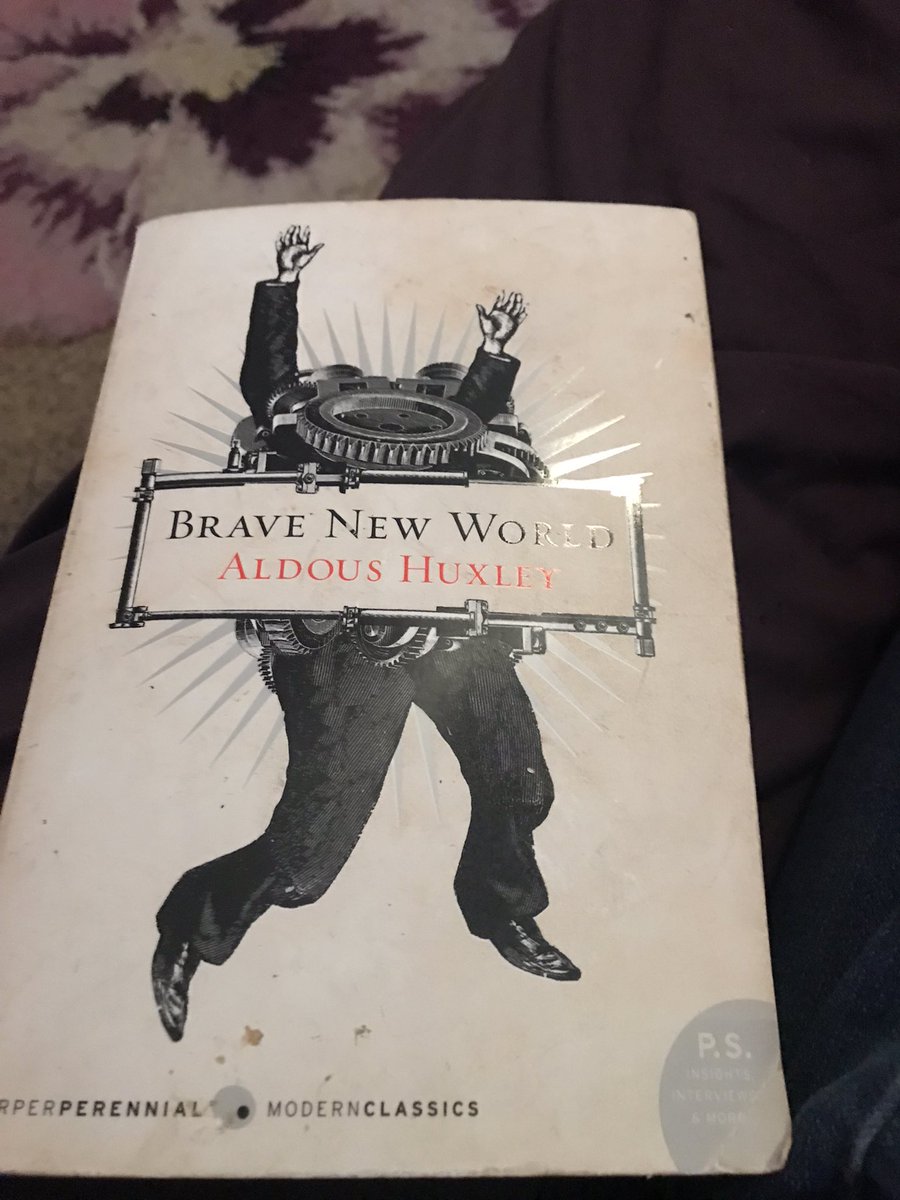 BRAVE NEW WORLD
ALDOUS HUXLEY
P.S.
INSIGHTS,
INTERVIEWS
& MORE
RPERPERENNIAL MODERNCLASSICS